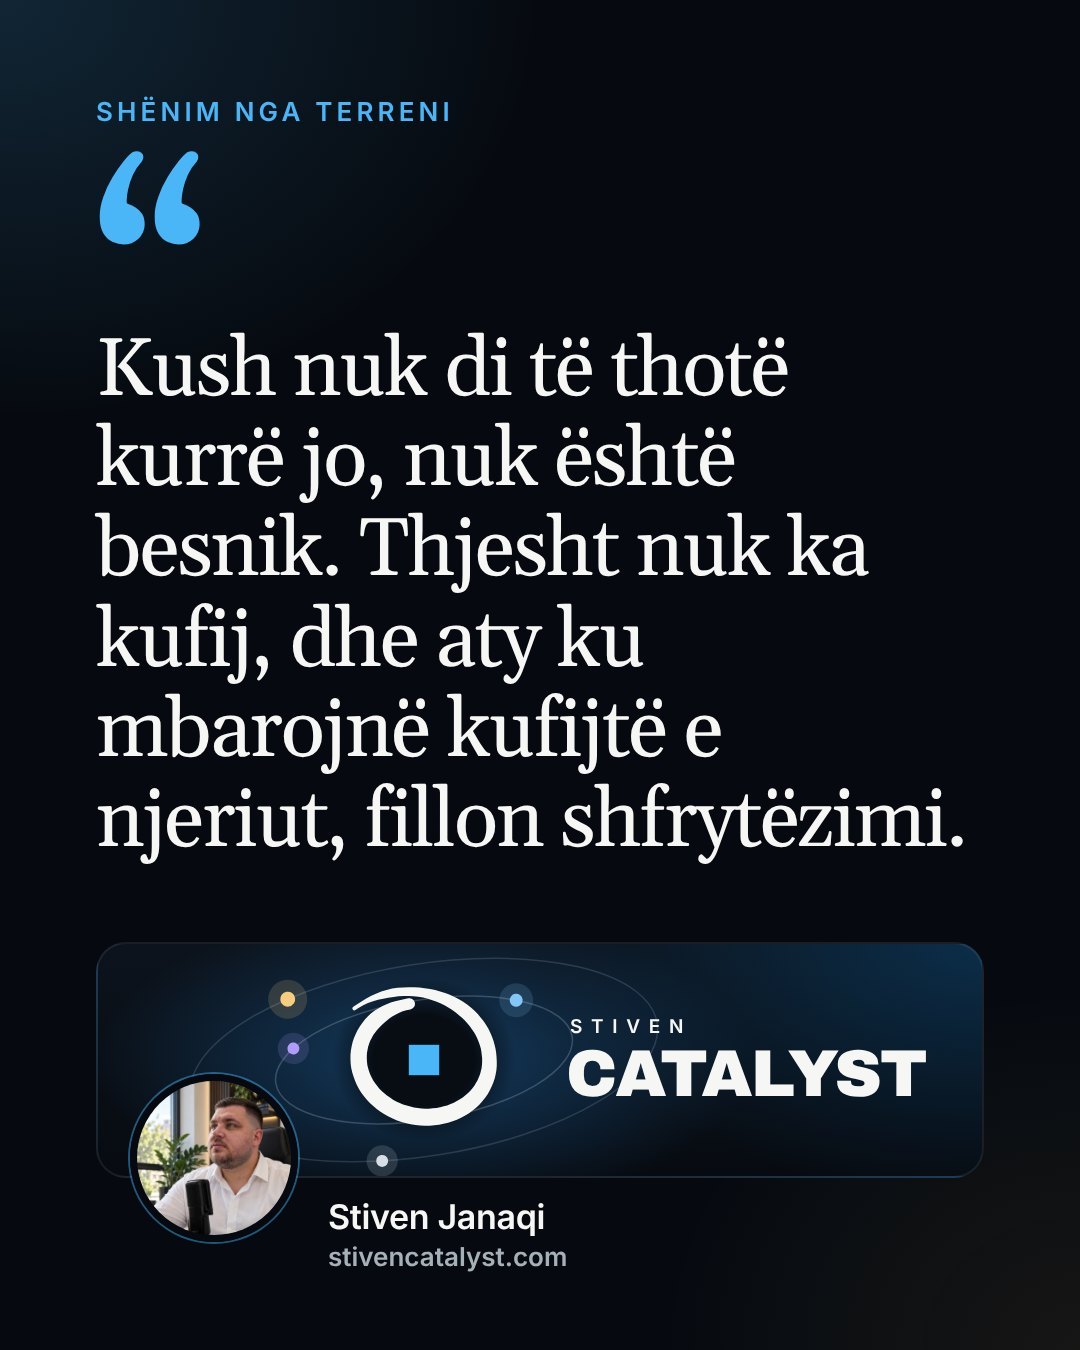 SHËNIM NGA TERRENI
“
Kush nuk di të thotë
kurrë jo, nuk është
besnik. Thjesht nuk ka
kufij, dhe aty ku
mbarojnë kufijtë e
njeriut, fillon shfrytëzimi.
STIVEN
CATALYST
Stiven Janaqi
stivencatalyst.com